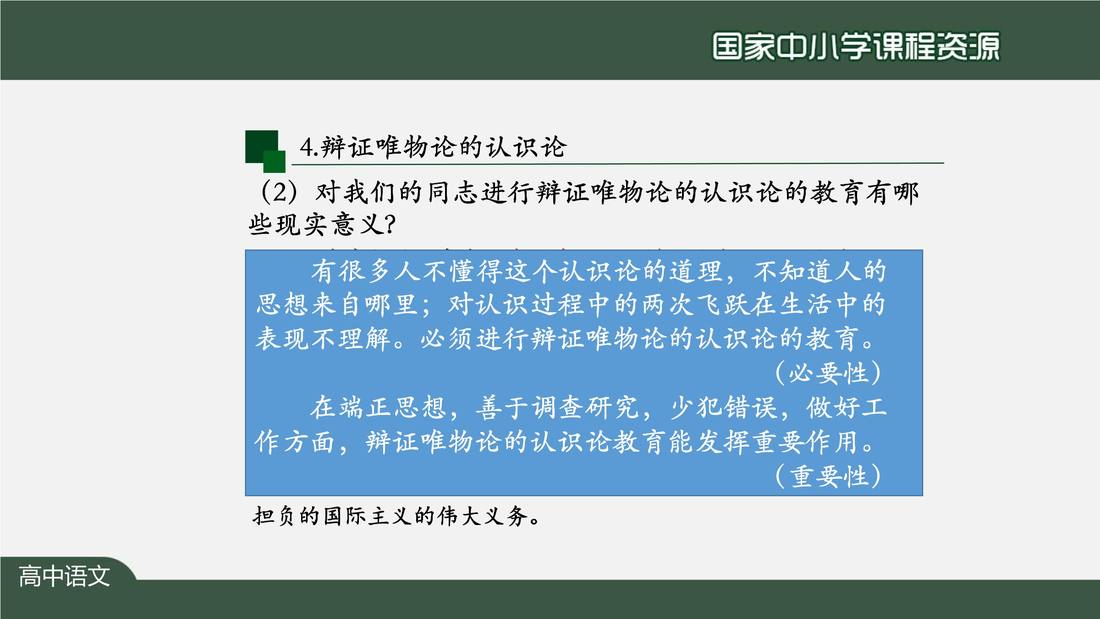 国家中小学课程资源
4.辩证唯物论的认识论
（2）对我们的同志进行辩证唯物论的认识论的教育有哪
些现实意义？
有很多人不懂得这个认识论的道理，不知道人的
思想来自哪里；对认识过程中的两次飞跃在生活中的
表现不理解。必须进行辩证唯物论的认识论的教育。
（必要性）
在端正思想，善于调查研究，少犯错误，做好工
作方面，辩证唯物论的认识论教育能发挥重要作用。
（重要性）
担负的国际主义的伟大义务。
高中语文